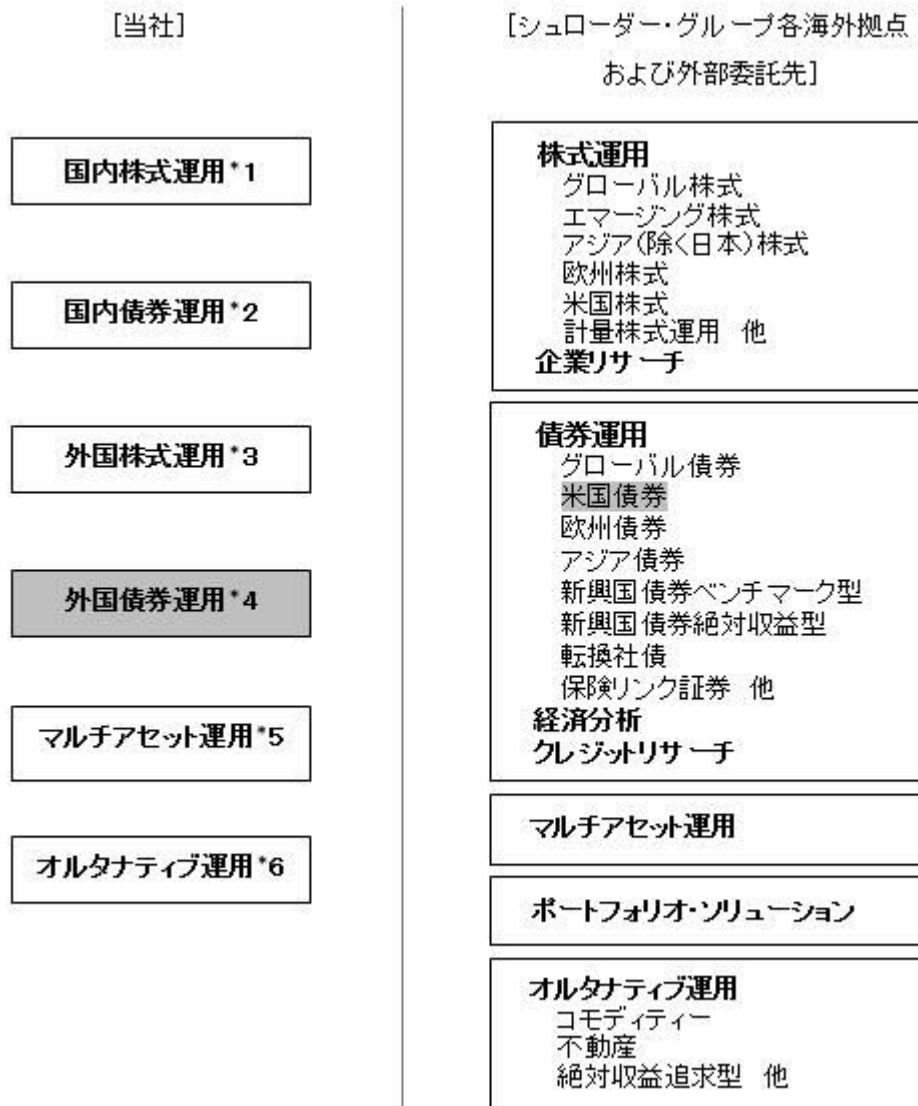 [当社]
国内株式運用*1
国内債券運用*2
外国株式運用*3
外国債券運用*4
マルチアセット運用*5
オルタナティブ運用*6
[シュローダー・グループ各海外拠点
および外部委託先]
株式運用
グローバル株式
エマージング株式
アジア(除く日本)株式
欧州株式
米国株式
計量株式運用 他
企業リサーチ
債券運用
グローバル債券
米国債券
欧州債券
アジア債券
新興国債券ベンチマーク型
新興国債券絶対収益型
転換社債
保険リンク証券 他
経済分析
クレジットリサーチ
マルチアセット運用
ポートフォリオ・ソリューション
オルタナティブ運用
コモディティー
不動産
絶対収益追求型 他